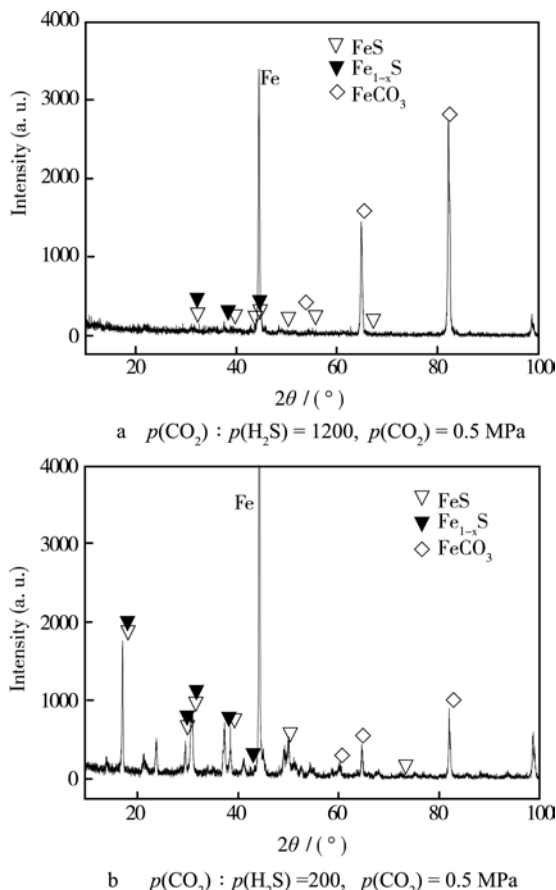 4000
3000
2000
1000
0
Intensity (a. u.)
Fe
▽ FeS
▼ Fe₁₋ₓS
◇ FeCO₃
20 40 60 80 100
2θ / (°)
a p(CO₂)：p(H₂S) = 1200, p(CO₂) = 0.5 MPa
4000
3000
2000
1000
0
Intensity (a. u.)
Fe
▽ FeS
▼ Fe₁₋ₓS
◇ FeCO₃
20 40 60 80 100
2θ / (°)
b p(CO₂)：p(H₂S) =200, p(CO₂) = 0.5 MPa